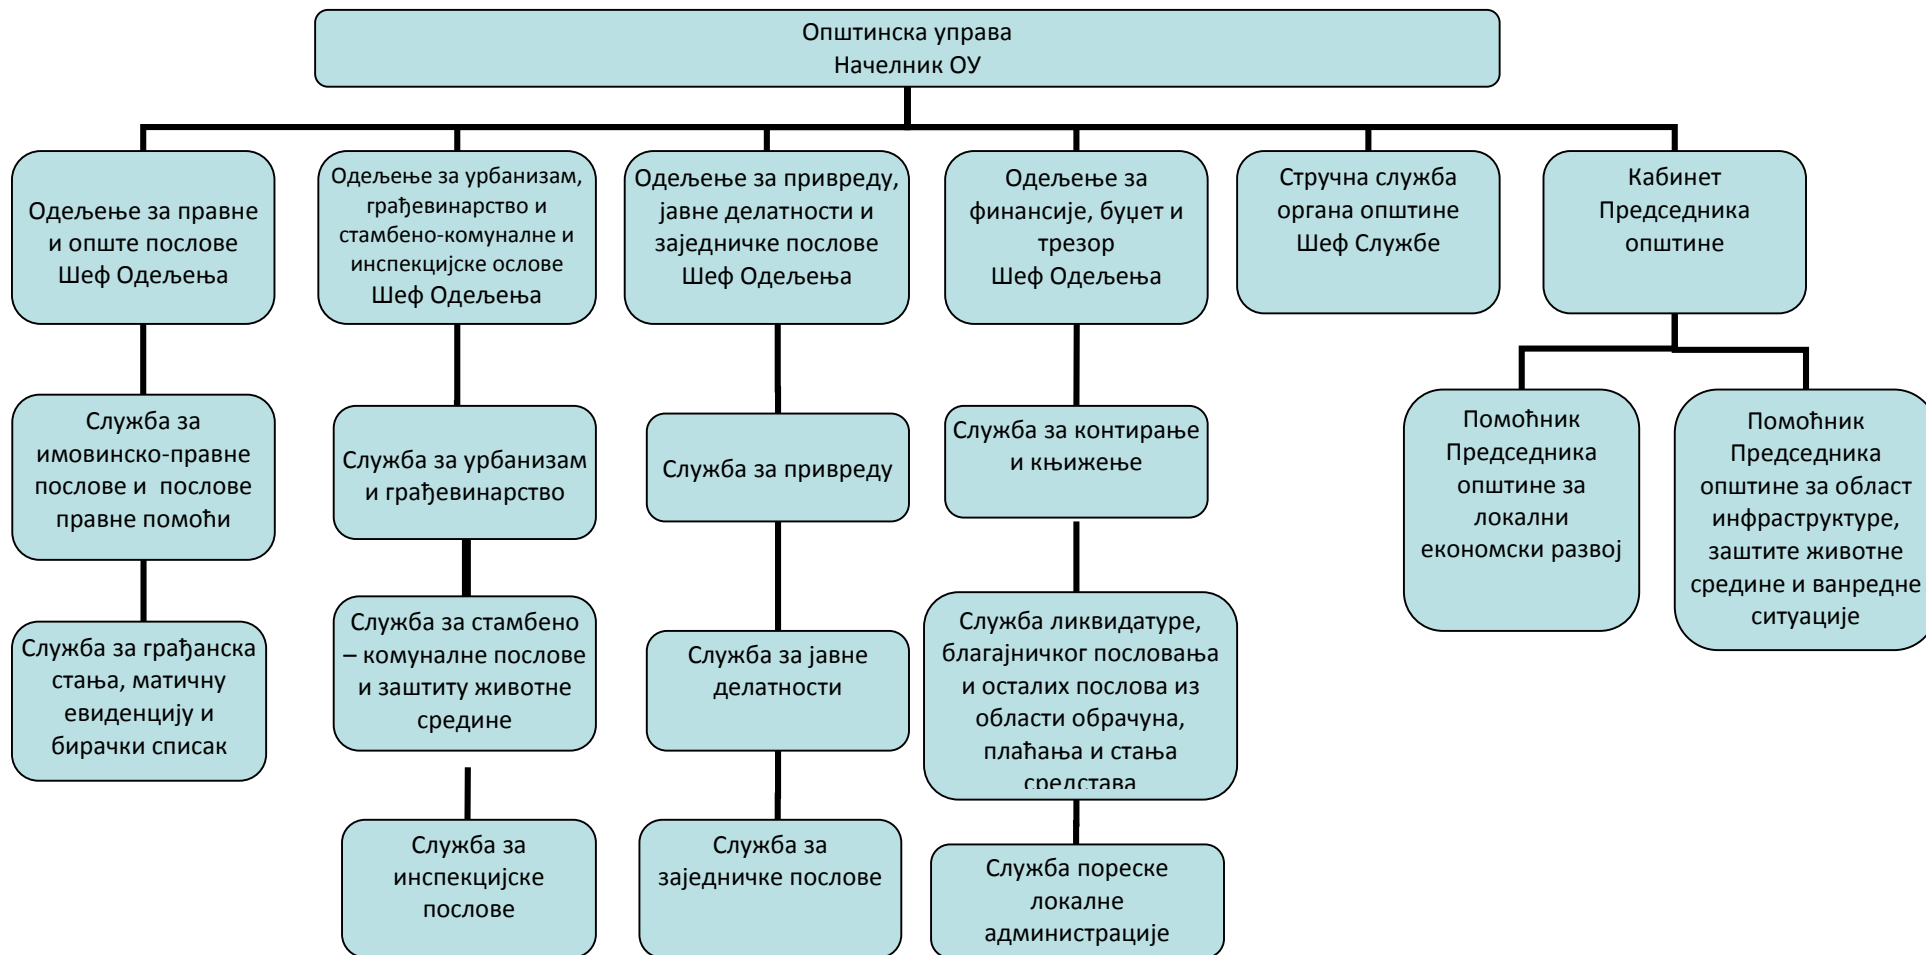 Општинска управа
Начелник ОУ
Одељење за правне
и опште послове
Шеф Одељења
Одељење за урбанизам,
грађевинарство и
стамбено-комуналне и
инспекцијске ослове
Шеф Одељења
Одељење за привреду,
јавне делатности и
заједничке послове
Шеф Одељења
Одељење за
финансије, буџет и
трезор
Шеф Одељења
Стручна служба
органа општине
Шеф Службе
Кабинет
Председника
општине
Служба за
имовинско-правне
послове и  послове
правне помоћи
Служба за урбанизам
и грађевинарство
Служба за привреду
Служба за контирање
и књижење
Помоћник
Председника
општине за
локални
економски развој
Помоћник
Председника
општине за област
инфраструктуре,
заштите животне
средине и ванредне
ситуације
Служба за грађанска
стања, матичну
евиденцију и
бирачки списак
Служба за стамбено
– комуналне послове
и заштиту животне
средине
Служба за јавне
делатности
Служба ликвидатуре,
благајничког пословања
и осталих послова из
области обрачуна,
плаћања и стања
средстава
Служба за
инспекцијске
послове
Служба за
заједничке послове
Служба пореске
локалне
администрације